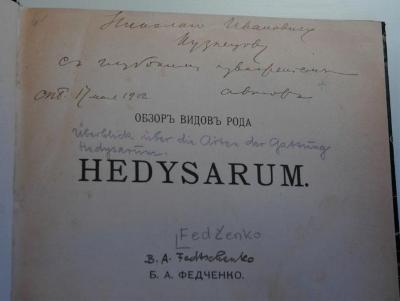 Николаю Ивановичу
Кузнецову
съ глубокимъ уваженіемъ
СПб. 17 мая 1902 авторъ
ОБЗОРЪ ВИДОВЪ РОДА
Überblick über die Arten der Gattung
Hedysarum.
HEDYSARUM.
Fedčenko
B. A. Fedtschenko
Б. А. ФЕДЧЕНКО.